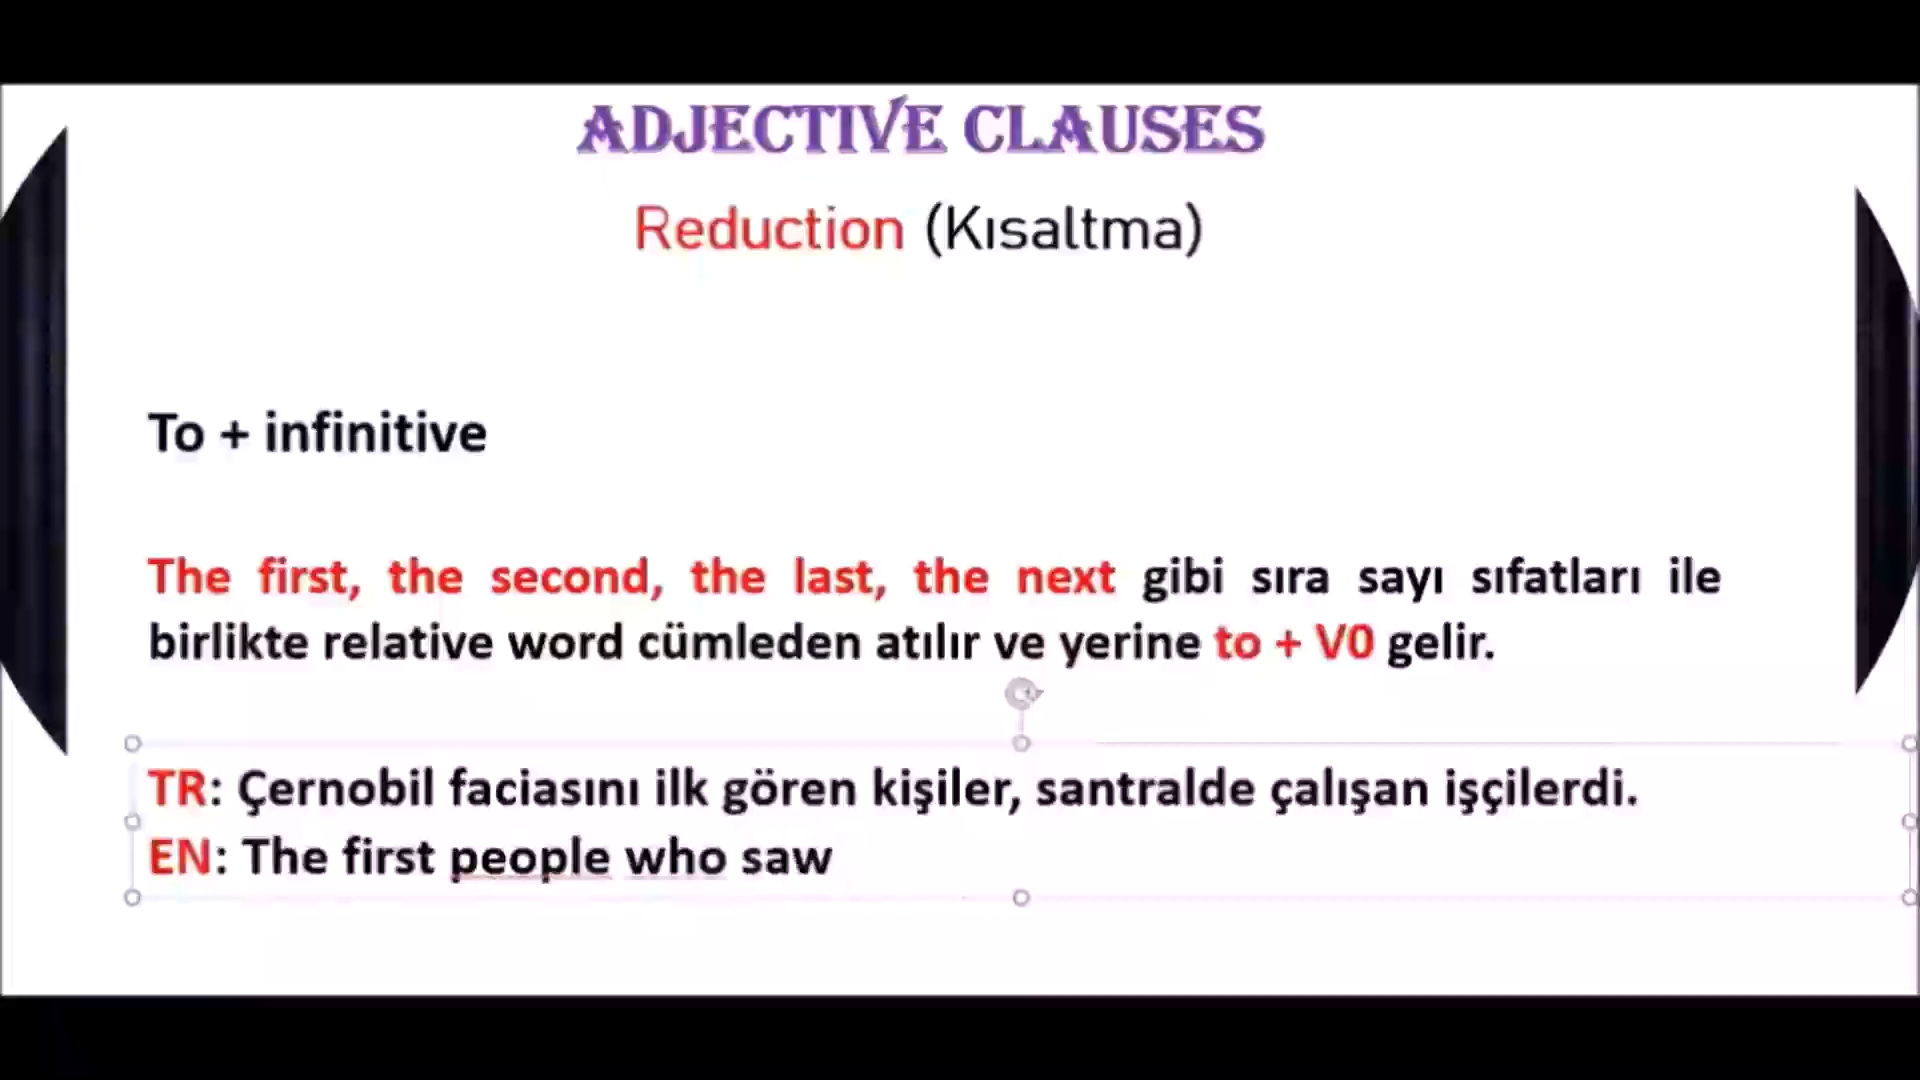 ADJECTIVE CLAUSES
Reduction (Kısaltma)
To + infinitive
The first, the second, the last, the next gibi sıra sayı sıfatları ile
birlikte relative word cümleden atılır ve yerine to + V0 gelir.
TR: Çernobil faciasını ilk gören kişiler, santralde çalışan işçilerdi.
EN: The first people who saw